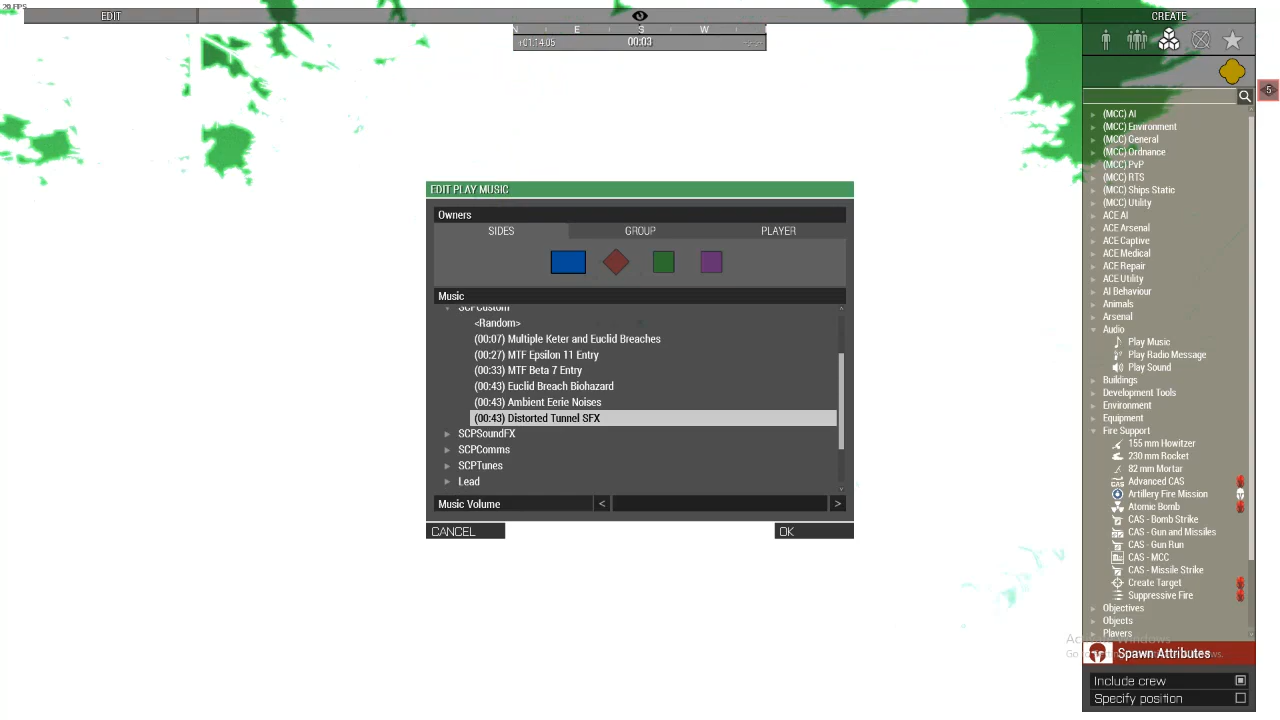 20 FPS
EDIT
CREATE
N E S W
+01:14:05 00:03
5
(MCC) AI
(MCC) Environment
(MCC) General
(MCC) Ordnance
(MCC) PvP
(MCC) RTS
(MCC) Ships Static
(MCC) Utility
ACE AI
ACE Arsenal
ACE Captive
ACE Medical
ACE Repair
ACE Utility
AI Behaviour
Animals
Arsenal
Audio
Play Music
Play Radio Message
Play Sound
Buildings
Development Tools
Environment
Equipment
Fire Support
155 mm Howitzer
230 mm Rocket
82 mm Mortar
Advanced CAS
Artillery Fire Mission
Atomic Bomb
CAS - Bomb Strike
CAS - Gun and Missiles
CAS - Gun Run
CAS - MCC
CAS - Missile Strike
Create Target
Suppressive Fire
Objectives
Objects
Players
Spawn Attributes
Include crew
Specify position
EDIT PLAY MUSIC
Owners
SIDES GROUP PLAYER
Music
SCPCustom
<Random>
(00:07) Multiple Keter and Euclid Breaches
(00:27) MTF Epsilon 11 Entry
(00:33) MTF Beta 7 Entry
(00:43) Euclid Breach Biohazard
(00:43) Ambient Eerie Noises
(00:43) Distorted Tunnel SFX
SCPSoundFX
SCPComms
SCPTunes
Lead
Music Volume < >
CANCEL OK